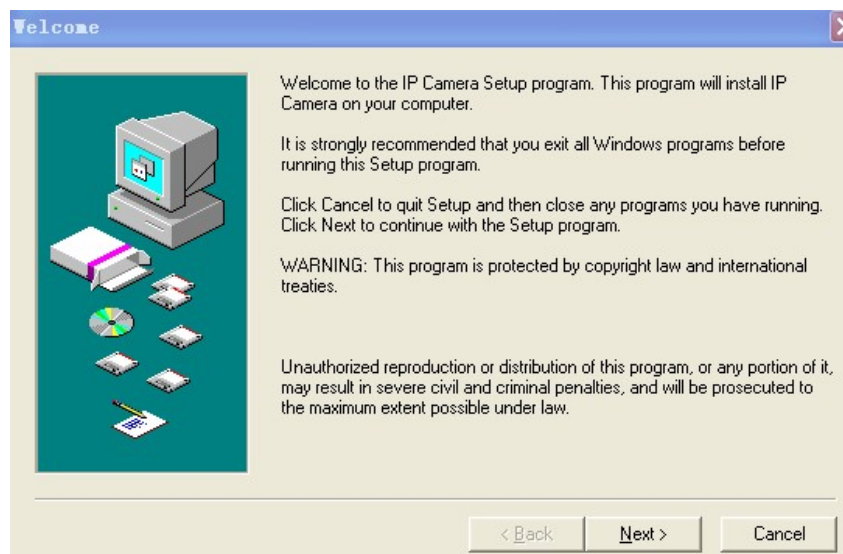 Welcome
Welcome to the IP Camera Setup program. This program will install IP
Camera on your computer.
It is strongly recommended that you exit all Windows programs before
running this Setup program.
Click Cancel to quit Setup and then close any programs you have running.
Click Next to continue with the Setup program.
WARNING: This program is protected by copyright law and international
treaties.
Unauthorized reproduction or distribution of this program, or any portion of it,
may result in severe civil and criminal penalties, and will be prosecuted to
the maximum extent possible under law.
< Back Next > Cancel